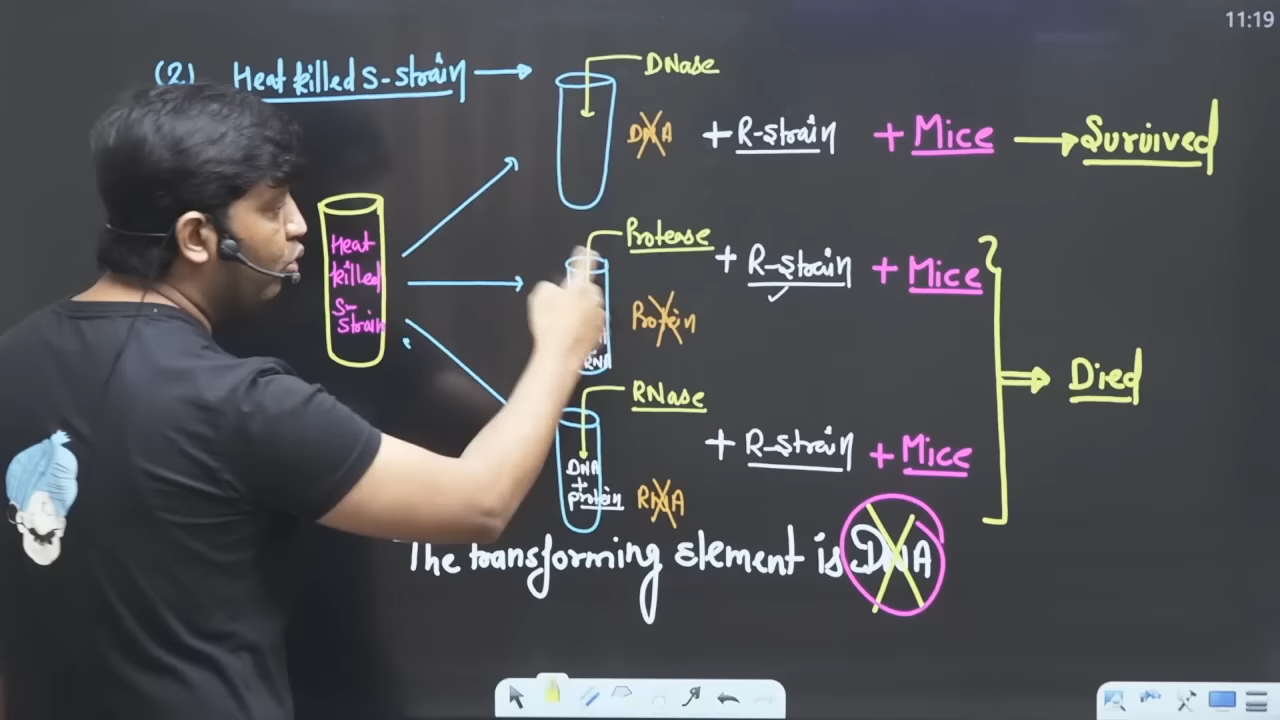 11:19
(2) Heat killed S-strain
DNase
DNA + R-strain + Mice Survived
Protease
Heat killed S-strain
+ R-strain + Mice
Protein
RNA
Died
RNase
DNA + protein
+ R-strain + Mice
RNA
The transforming element is DNA